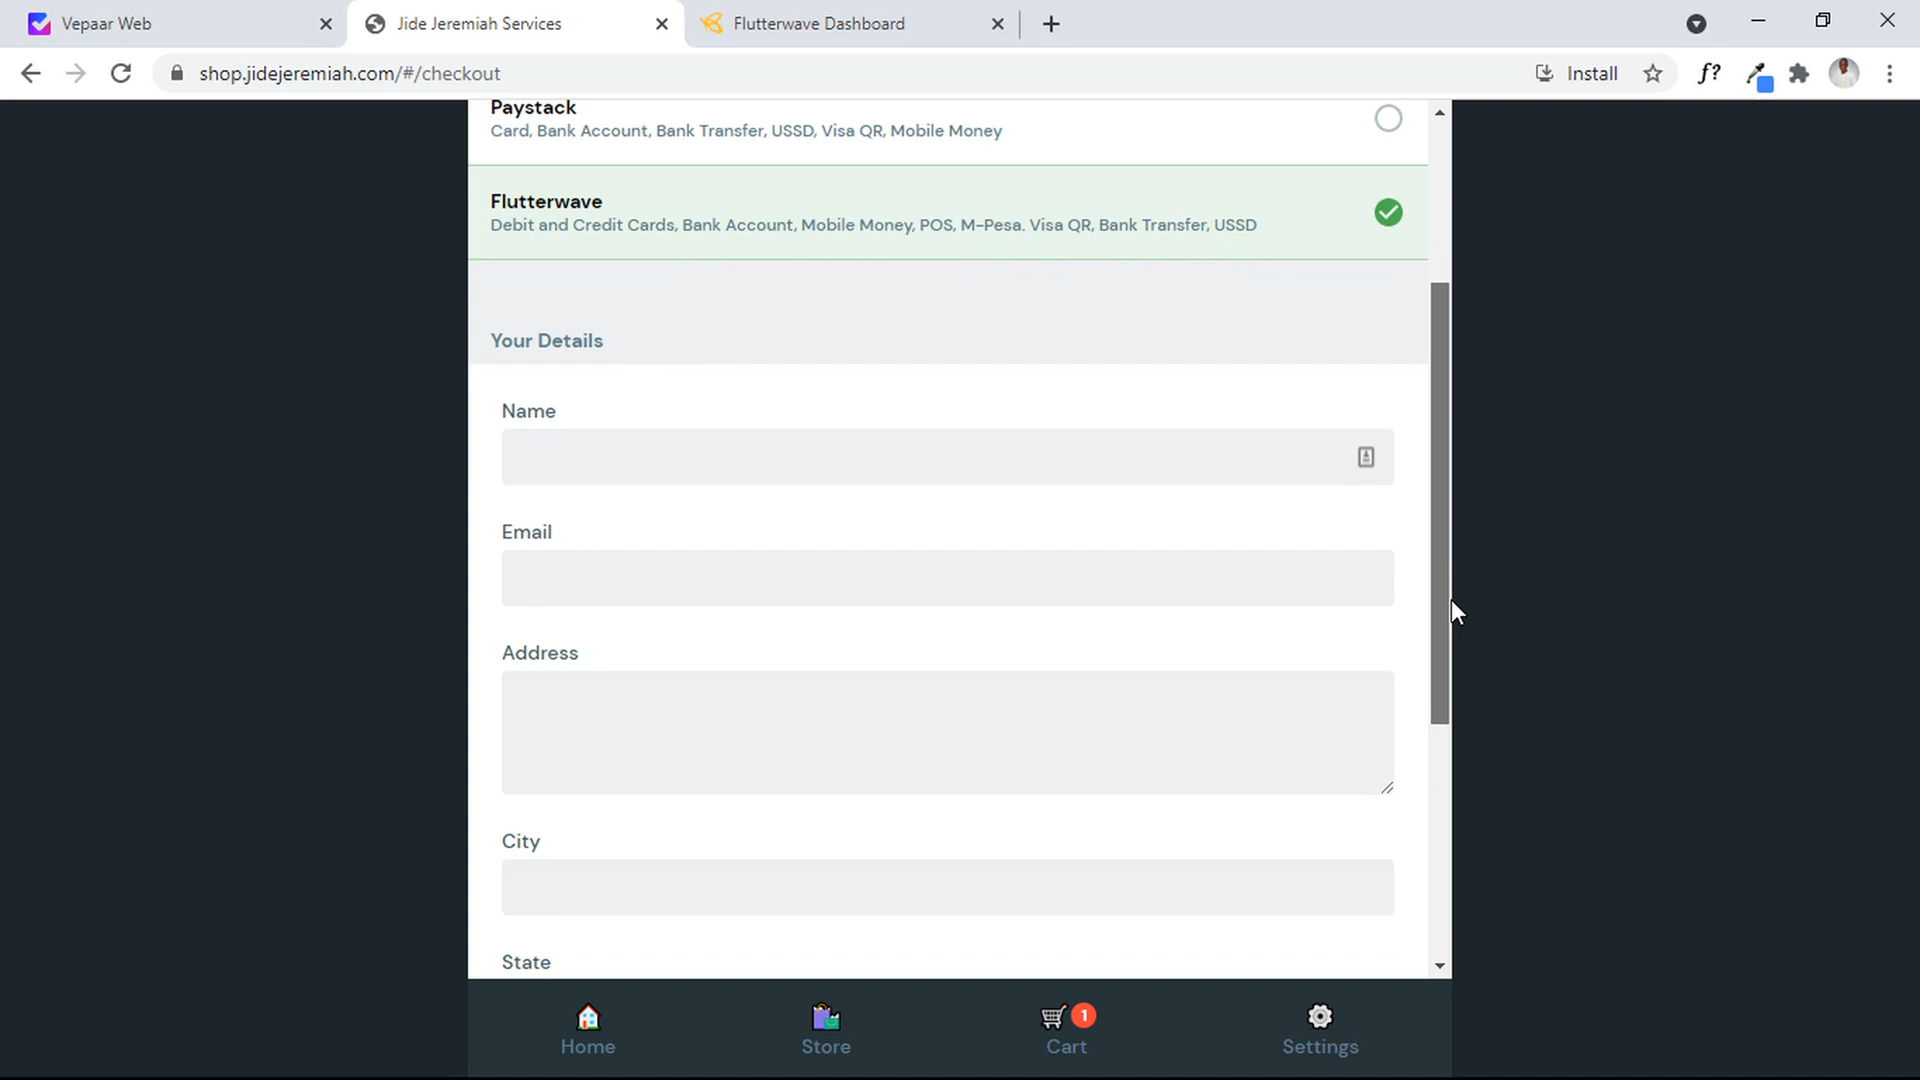 Vepaar Web
Jide Jeremiah Services
Flutterwave Dashboard
shop.jidejeremiah.com/#/checkout
Install
f?
Paystack
Card, Bank Account, Bank Transfer, USSD, Visa QR, Mobile Money
Flutterwave
Debit and Credit Cards, Bank Account, Mobile Money, POS, M-Pesa. Visa QR, Bank Transfer, USSD
Your Details
Name
Email
Address
City
State
1
Home
Store
Cart
Settings